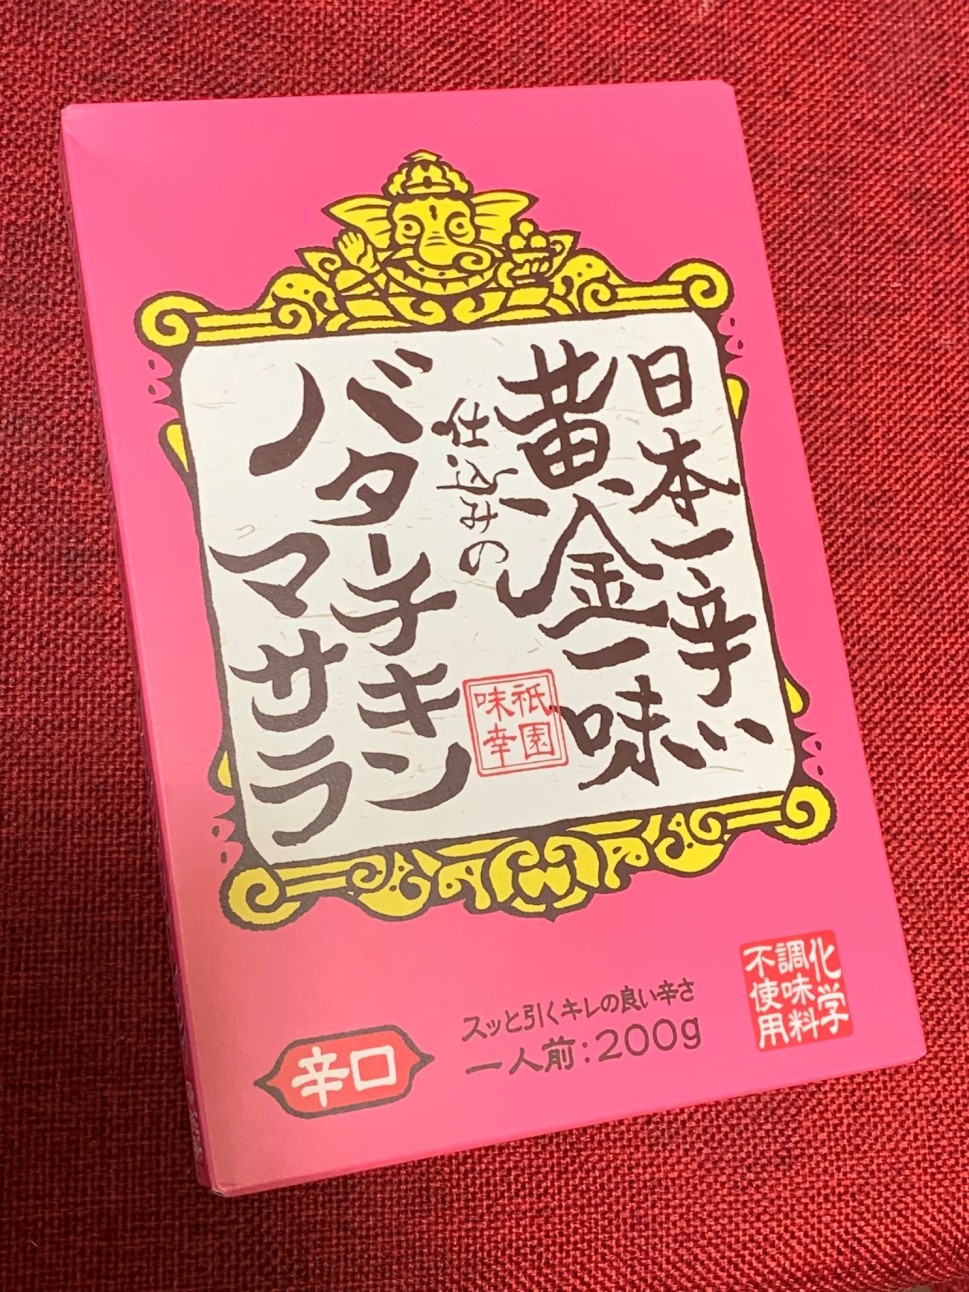 日本一辛い
黄金一味
仕込みの
バターチキン
マサラ
祇園
味幸
辛口
スッと引くキレの良い辛さ
一人前:200g
化学
調味料
不使用